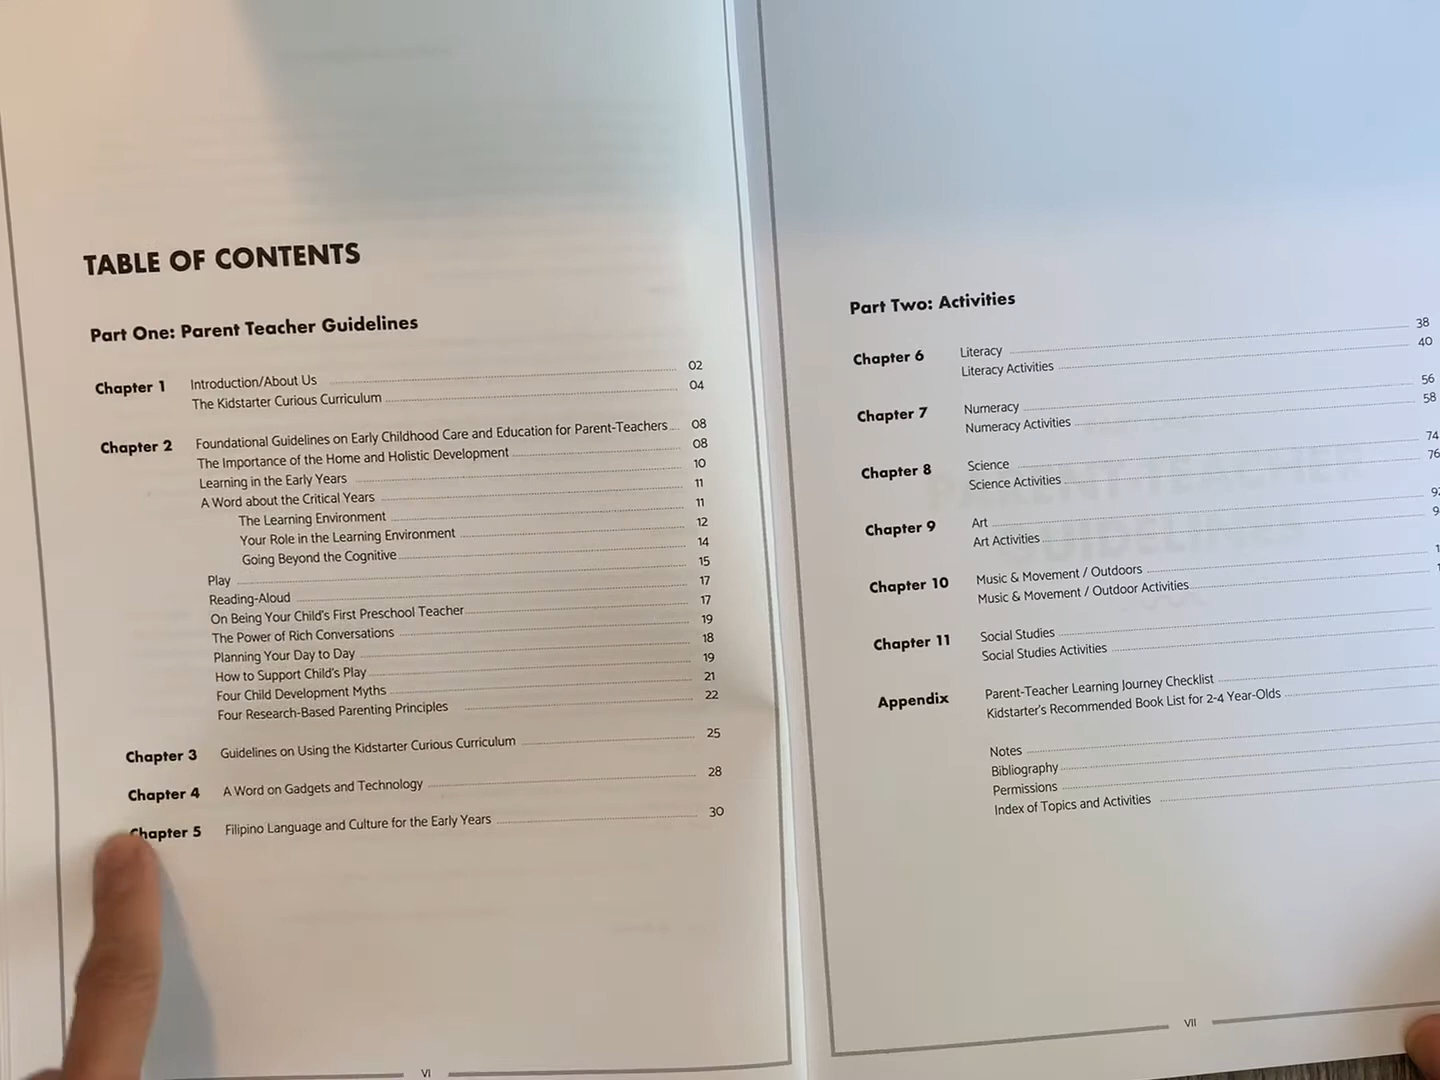 TABLE OF CONTENTS
Part One: Parent Teacher Guidelines
Chapter 1 Introduction/About Us 02
The Kidstarter Curious Curriculum 04
Chapter 2 Foundational Guidelines on Early Childhood Care and Education for Parent-Teachers 08
The Importance of the Home and Holistic Development 08
Learning in the Early Years 10
A Word about the Critical Years 11
The Learning Environment 11
Your Role in the Learning Environment 12
Going Beyond the Cognitive 14
Play 15
Reading-Aloud 17
On Being Your Child's First Preschool Teacher 17
The Power of Rich Conversations 19
Planning Your Day to Day 18
How to Support Child's Play 19
Four Child Development Myths 21
Four Research-Based Parenting Principles 22
Chapter 3 Guidelines on Using the Kidstarter Curious Curriculum 25
Chapter 4 A Word on Gadgets and Technology 28
Chapter 5 Filipino Language and Culture for the Early Years 30
VI
Part Two: Activities
Chapter 6 Literacy 38
Literacy Activities 40
Chapter 7 Numeracy 56
Numeracy Activities 58
Chapter 8 Science 74
Science Activities 76
Chapter 9 Art
Art Activities
Chapter 10 Music & Movement / Outdoors
Music & Movement / Outdoor Activities
Chapter 11 Social Studies
Social Studies Activities
Appendix Parent-Teacher Learning Journey Checklist
Kidstarter's Recommended Book List for 2-4 Year-Olds
Notes
Bibliography
Permissions
Index of Topics and Activities
VII